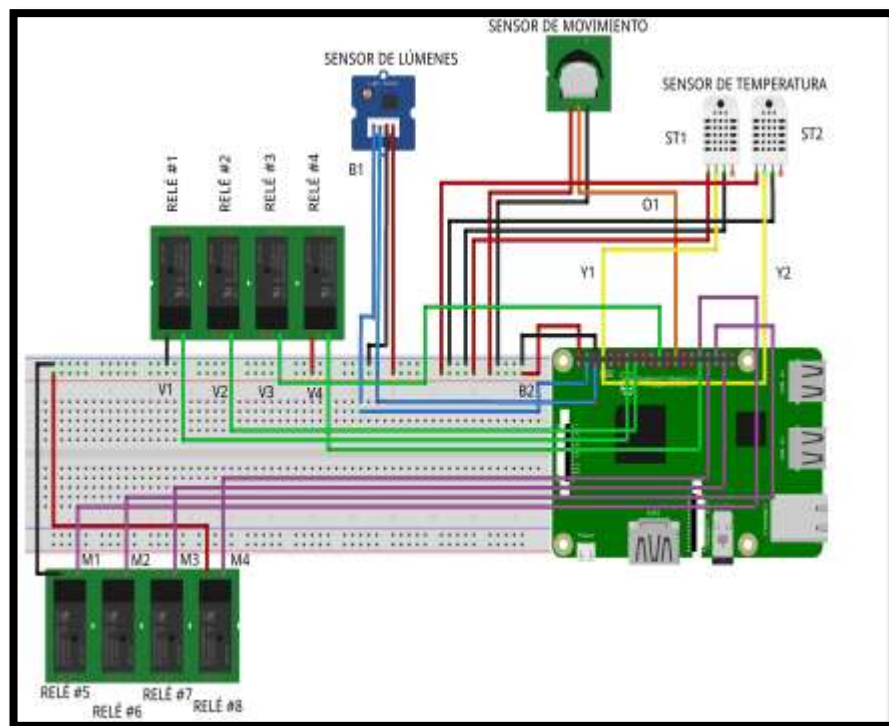 SENSOR DE MOVIMIENTO
SENSOR DE LÚMENES
SENSOR DE TEMPERATURA
ST1
ST2
B1
RELÉ #1
RELÉ #2
RELÉ #3
RELÉ #4
O1
Y1
Y2
V1
V2
V3
V4
B2
M1
M2
M3
M4
RELÉ #5
RELÉ #6
RELÉ #7
RELÉ #8